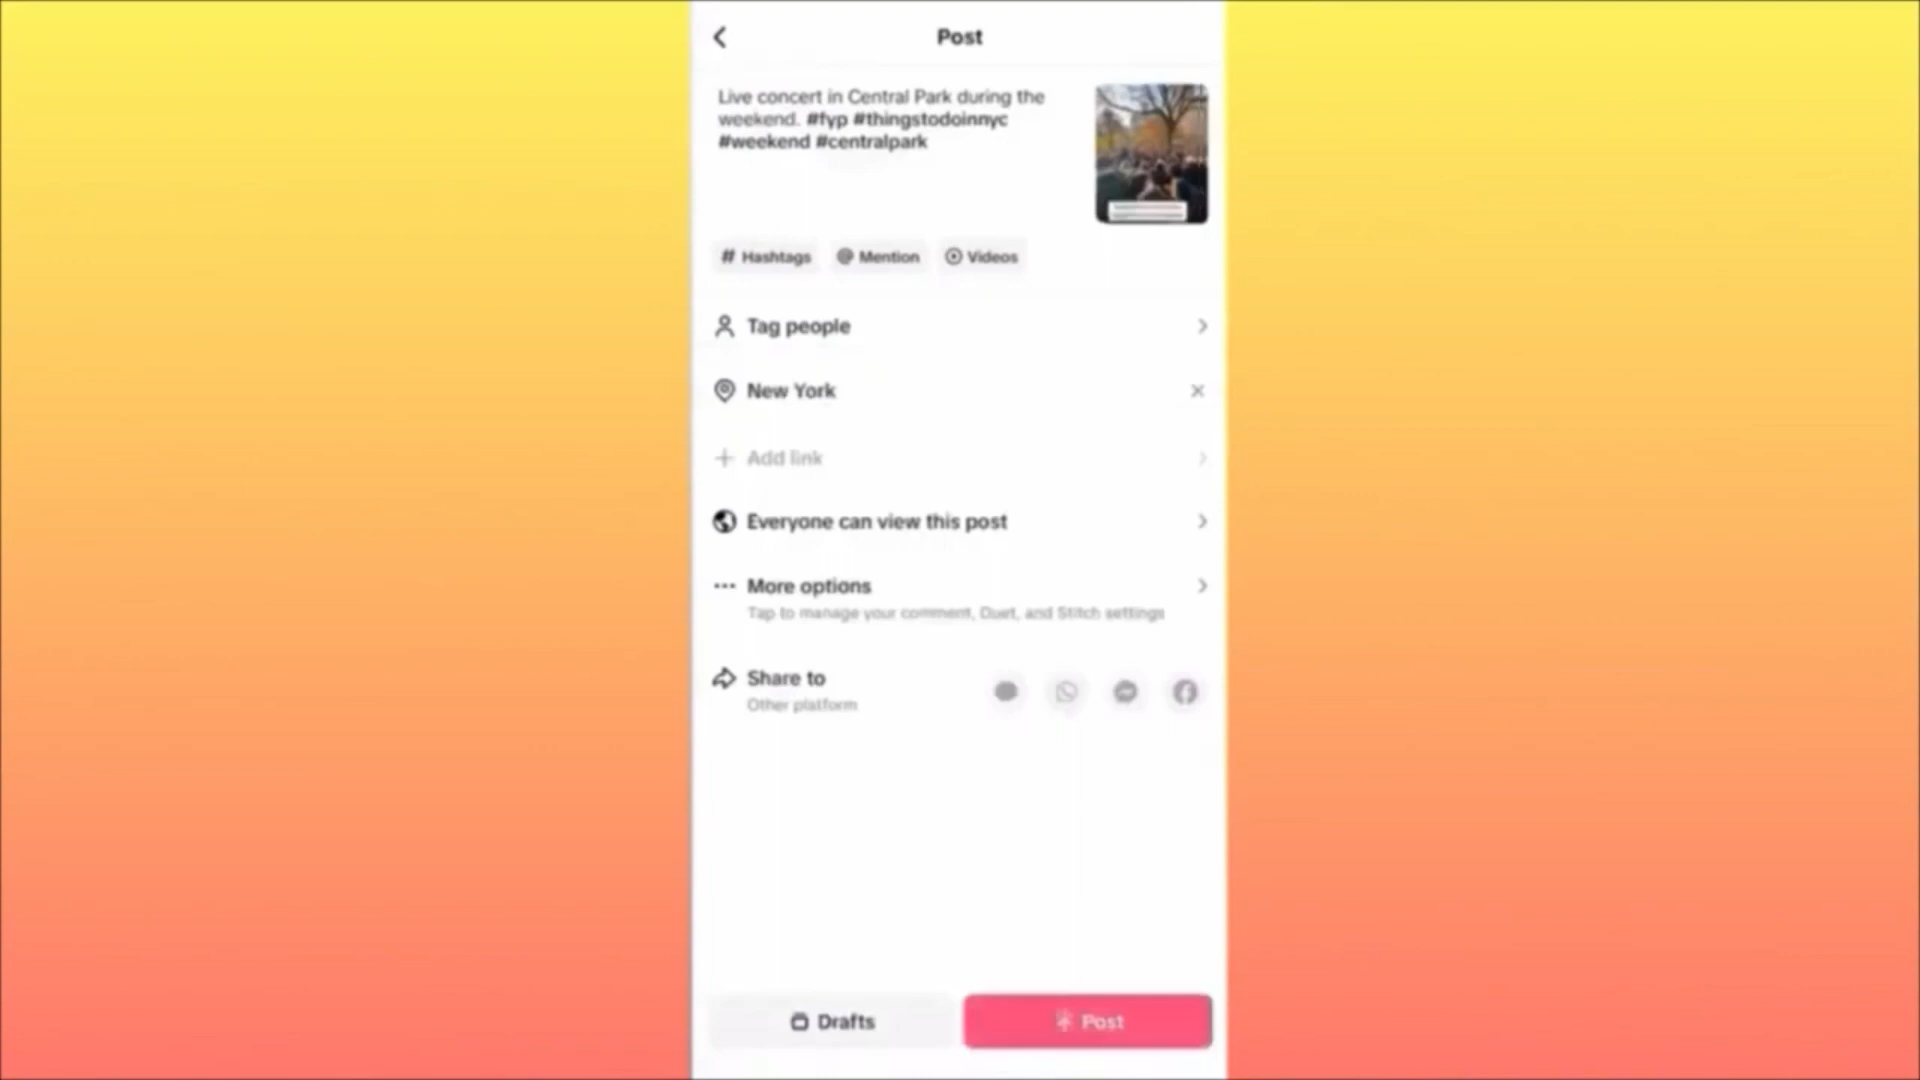 Post
Live concert in Central Park during the
weekend. #fyp #thingstodoinnyc
#weekend #centralpark
# Hashtags @ Mention Videos
Tag people
New York
Add link
Everyone can view this post
More options
Tap to manage your comment, Duet, and Stitch settings
Share to
Other platform
Drafts
Post